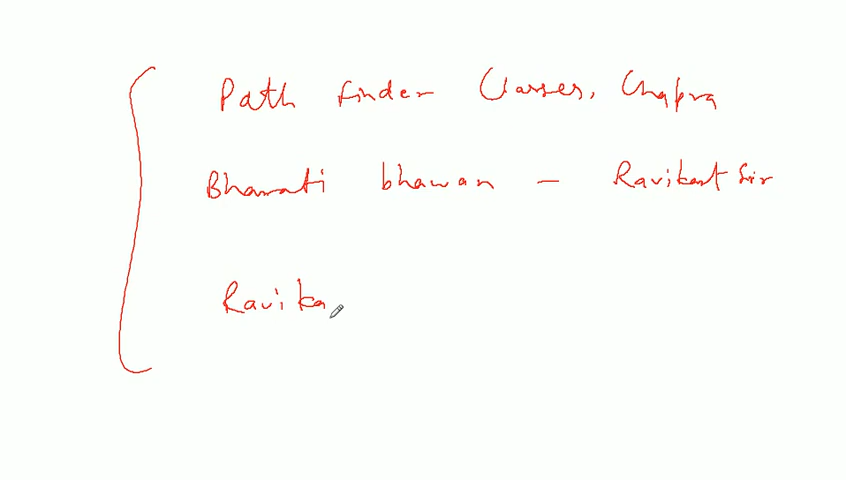 Path finder Classes, Chapra
Bharati bhawan - Ravikant Sir
Ravika